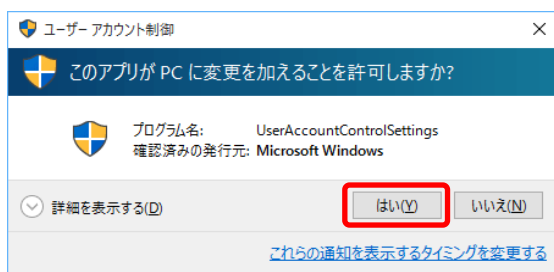 ユーザー アカウント制御
このアプリが PC に変更を加えることを許可しますか?
プログラム名: UserAccountControlSettings
確認済みの発行元: Microsoft Windows
詳細を表示する(D) はい(Y) いいえ(N)
これらの通知を表示するタイミングを変更する